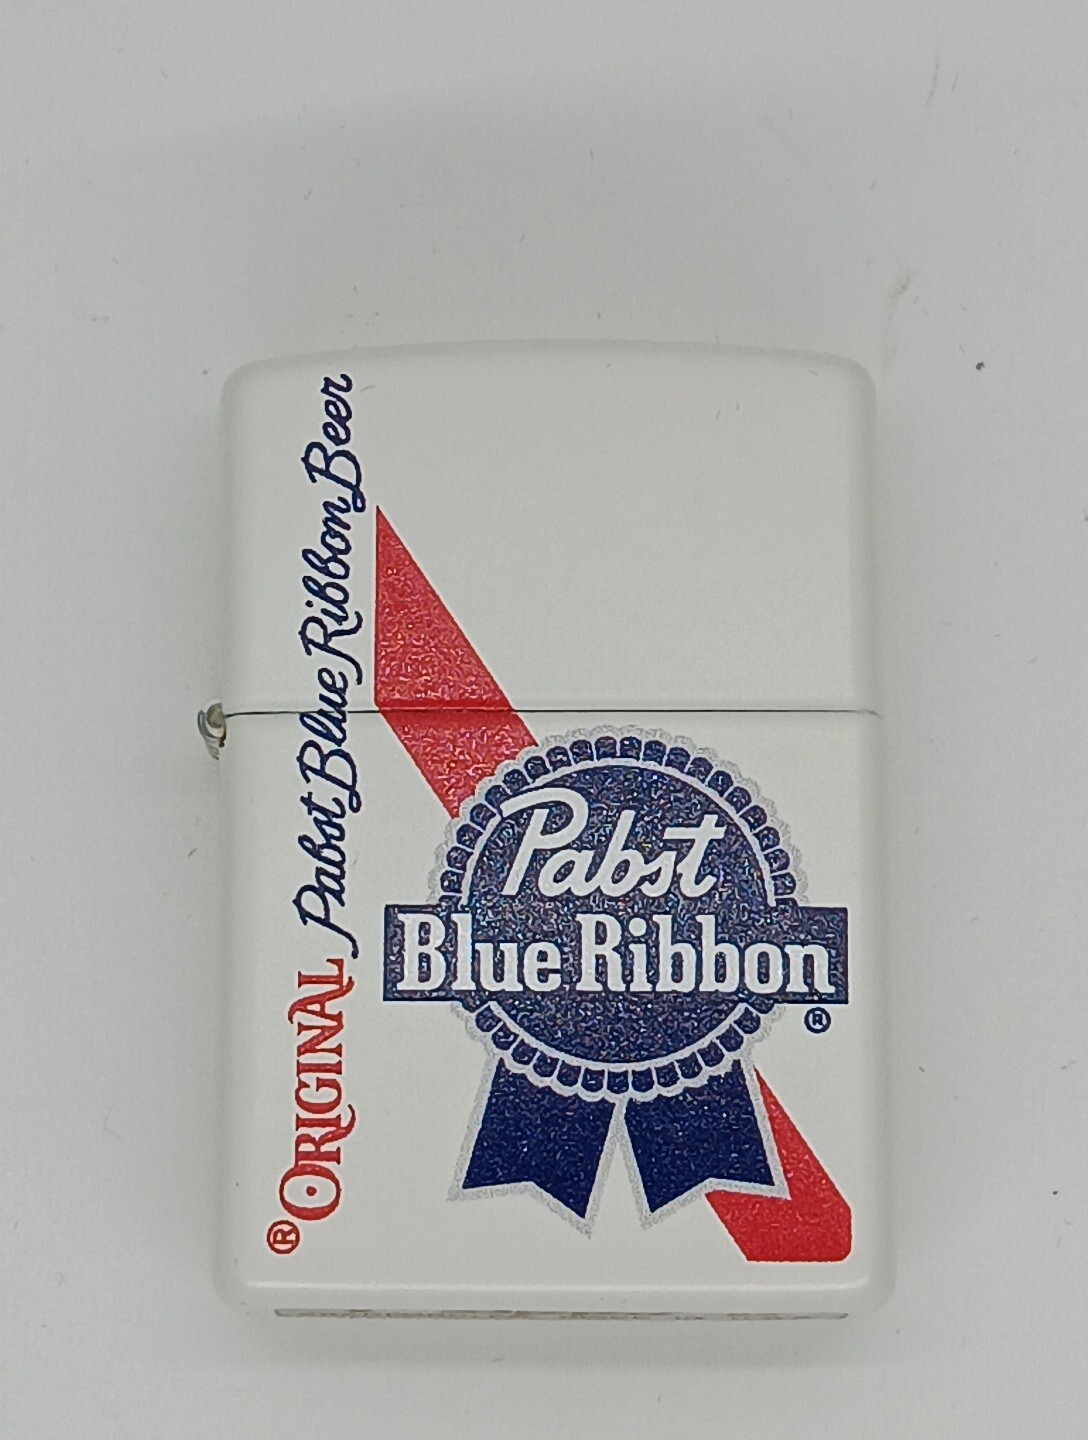 ® ORIGINAL Pabst Blue Ribbon Beer
Pabst
Blue Ribbon
®